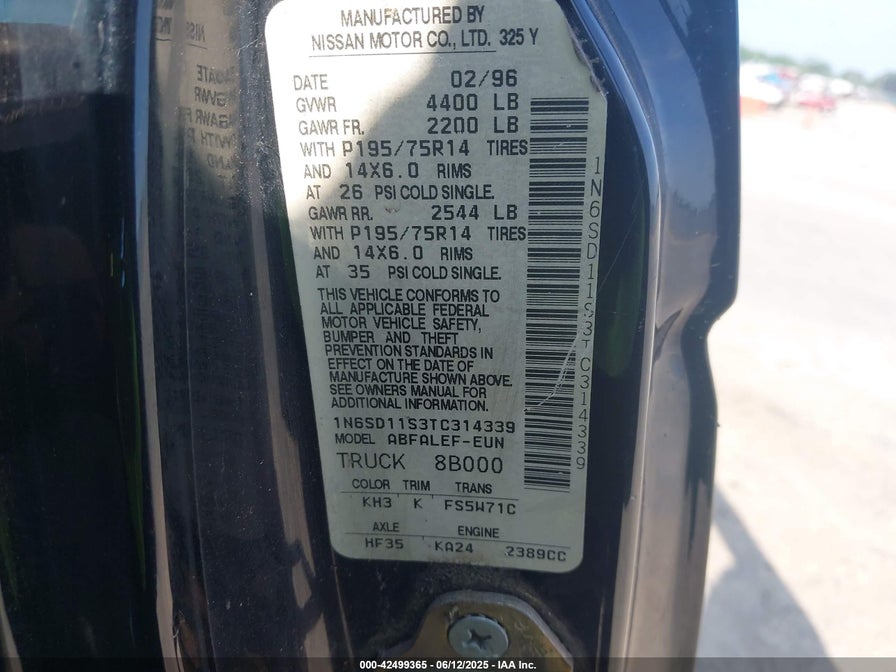 MANUFACTURED BY
NISSAN MOTOR CO., LTD. 325 Y
DATE 02/96
GVWR 4400 LB
GAWR FR. 2200 LB
WITH P195/75R14 TIRES
AND 14X6.0 RIMS
AT 26 PSI COLD SINGLE.
GAWR RR. 2544 LB
WITH P195/75R14 TIRES
AND 14X6.0 RIMS
AT 35 PSI COLD SINGLE.
THIS VEHICLE CONFORMS TO
ALL APPLICABLE FEDERAL
MOTOR VEHICLE SAFETY,
BUMPER AND THEFT
PREVENTION STANDARDS IN
EFFECT ON THE DATE OF
MANUFACTURE SHOWN ABOVE.
SEE OWNERS MANUAL FOR
ADDITIONAL INFORMATION.
1N6SD11S3TC314339
MODEL ABFALEF-EUN
TRUCK 8B000
COLOR TRIM TRANS
KH3 K FS5W71C
AXLE ENGINE
HF35 KA24 2389CC
1N6SD11S3TC314339
000-42499365 - 06/12/2025 - IAA Inc.